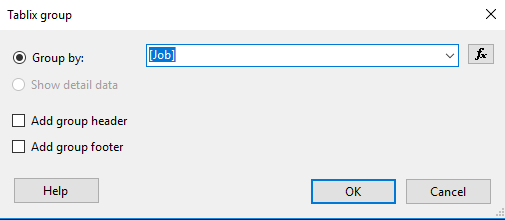 Tablix group
Group by: [Job] fx
Show detail data
Add group header
Add group footer
Help OK Cancel